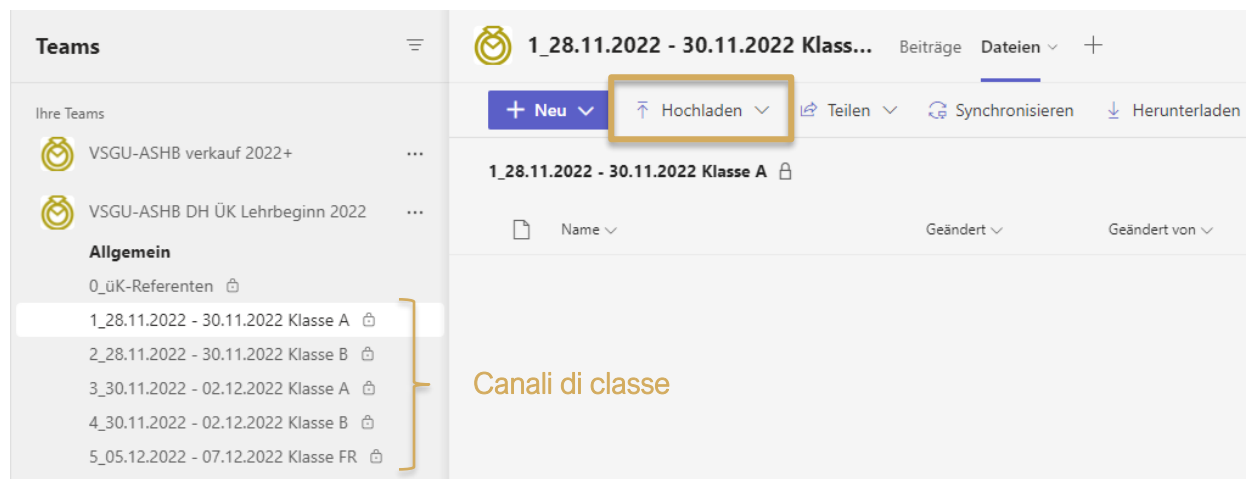 Teams
Ihre Teams
VSGU-ASHB verkauf 2022+
VSGU-ASHB DH ÜK Lehrbeginn 2022
Allgemein
0_üK-Referenten
1_28.11.2022 - 30.11.2022 Klasse A
2_28.11.2022 - 30.11.2022 Klasse B
3_30.11.2022 - 02.12.2022 Klasse A
4_30.11.2022 - 02.12.2022 Klasse B
5_05.12.2022 - 07.12.2022 Klasse FR
1_28.11.2022 - 30.11.2022 Klass... Beiträge Dateien
Neu Hochladen Teilen Synchronisieren Herunterladen
1_28.11.2022 - 30.11.2022 Klasse A
Name Geändert Geändert von
Canali di classe